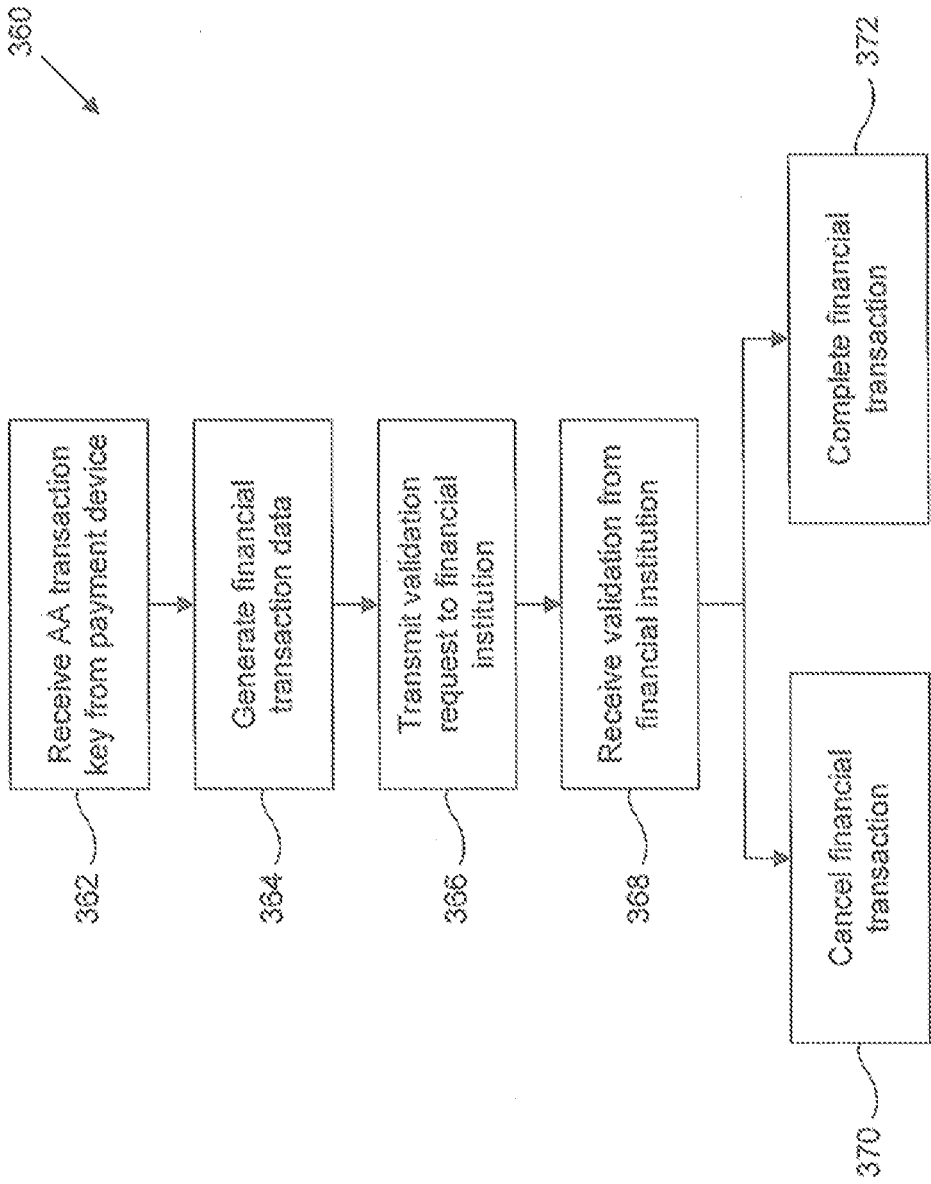 360
Receive AA transaction
key from payment device
362
Generate financial
transaction data
364
Transmit validation
request to financial
institution
366
Receive validation from
financial institution
368
Cancel financial
transaction
370
Complete financial
transaction
372